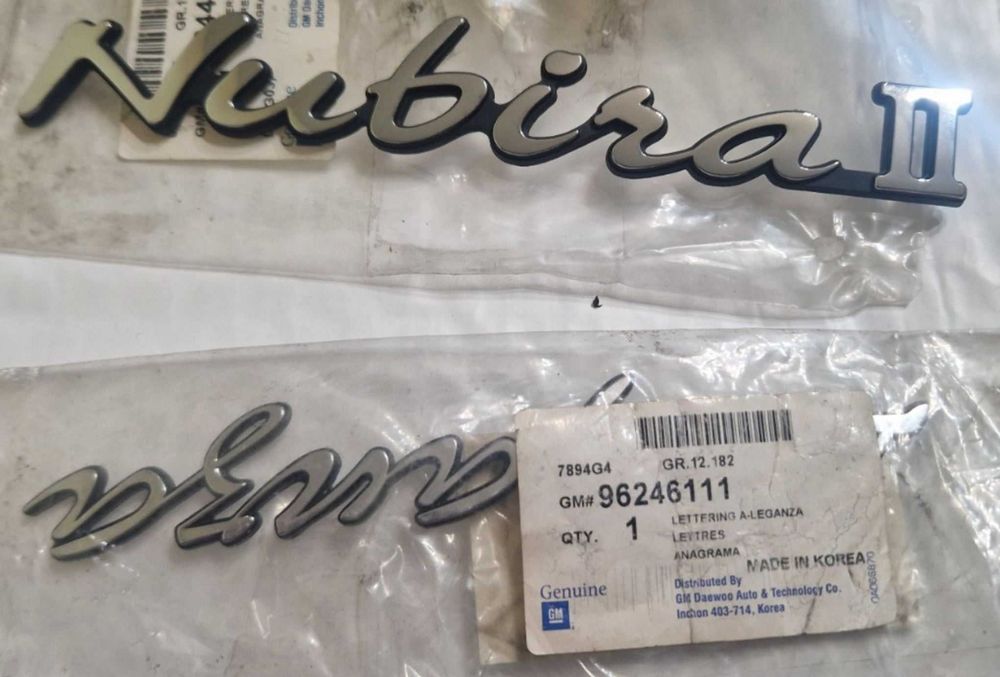 GR.1
44
Nubira II
7894G4 GR.12.182
GM# 96246111
QTY. 1 LETTERING A-LEGANZA
LETTRES
ANAGRAMA MADE IN KOREA
Genuine
GM
Distributed By
GM Daewoo Auto & Technology Co.
Inchon 403-714, Korea